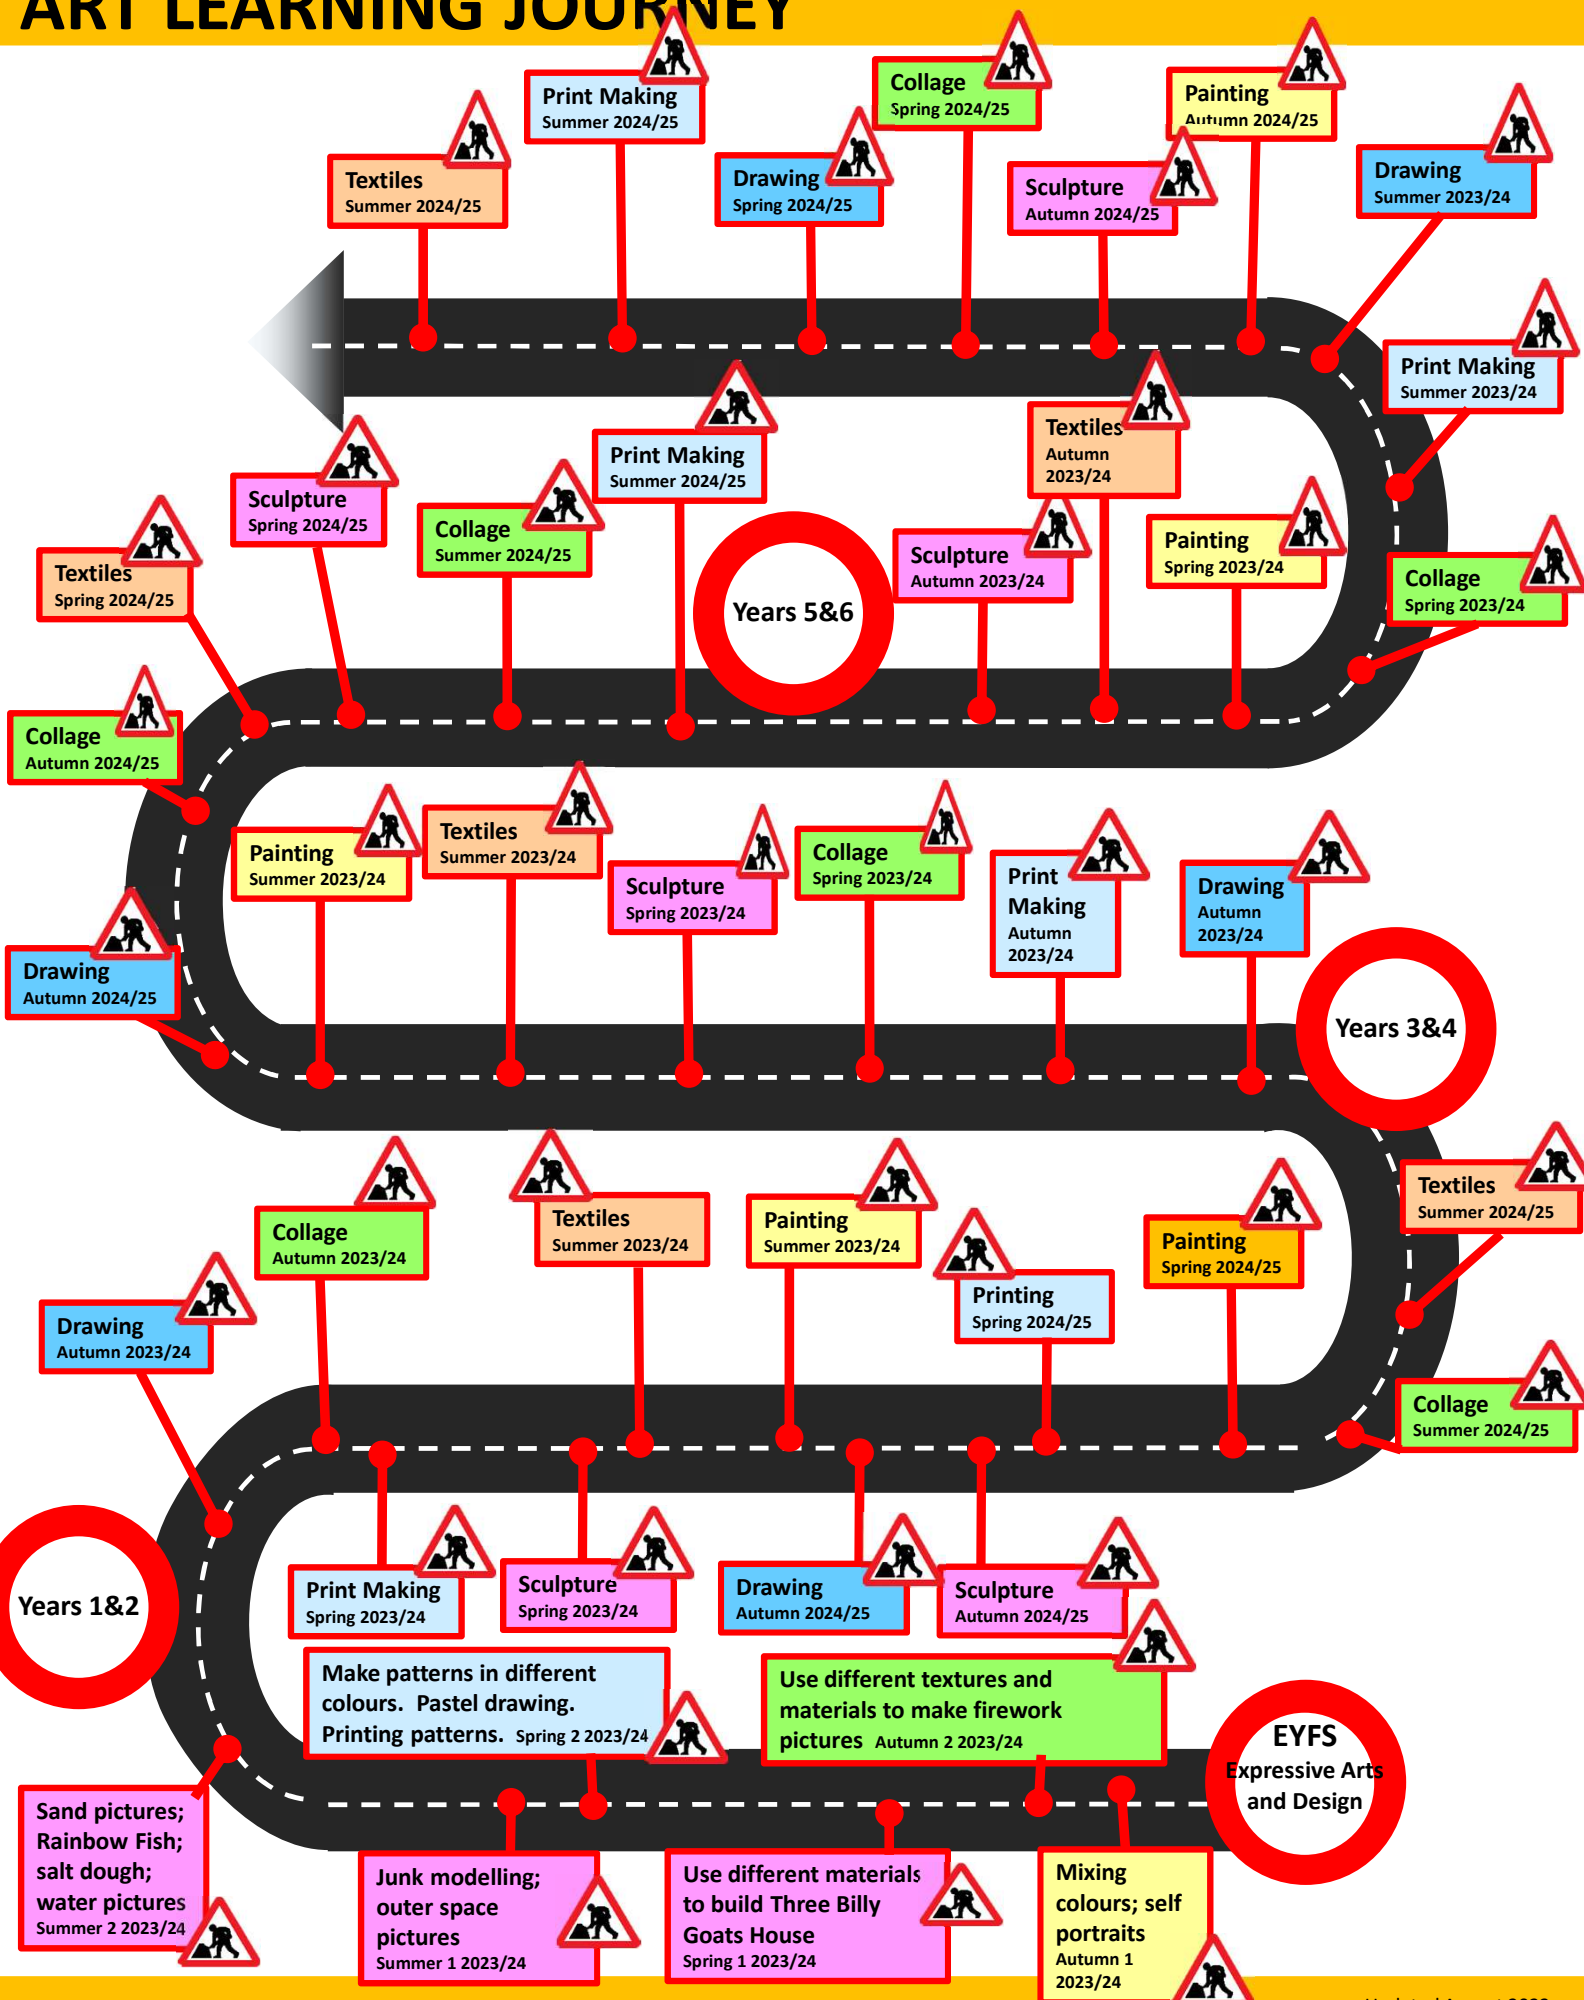 ART LEARNING JOURNEY
Print Making
Summer 2024/25
Collage
Spring 2024/25
Painting
Autumn 2024/25
Textiles
Summer 2024/25
Drawing
Spring 2024/25
Sculpture
Autumn 2024/25
Drawing
Summer 2023/24
Print Making
Summer 2023/24
Textiles
Autumn
2023/24
Print Making
Summer 2024/25
Sculpture
Spring 2024/25
Collage
Summer 2024/25
Sculpture
Autumn 2023/24
Painting
Spring 2023/24
Textiles
Spring 2024/25
Collage
Spring 2023/24
Years 5&6
Collage
Autumn 2024/25
Painting
Summer 2023/24
Textiles
Summer 2023/24
Sculpture
Spring 2023/24
Collage
Spring 2023/24
Print
Making
Autumn
2023/24
Drawing
Autumn
2023/24
Drawing
Autumn 2024/25
Years 3&4
Textiles
Summer 2024/25
Collage
Autumn 2023/24
Textiles
Summer 2023/24
Painting
Summer 2023/24
Painting
Spring 2024/25
Printing
Spring 2024/25
Drawing
Autumn 2023/24
Collage
Summer 2024/25
Years 1&2
Print Making
Spring 2023/24
Sculpture
Spring 2023/24
Drawing
Autumn 2024/25
Sculpture
Autumn 2024/25
Make patterns in different
colours. Pastel drawing.
Printing patterns. Spring 2 2023/24
Use different textures and
materials to make firework
pictures Autumn 2 2023/24
EYFS
Expressive Arts
and Design
Sand pictures;
Rainbow Fish;
salt dough;
water pictures
Summer 2 2023/24
Junk modelling;
outer space
pictures
Summer 1 2023/24
Use different materials
to build Three Billy
Goats House
Spring 1 2023/24
Mixing
colours; self
portraits
Autumn 1
2023/24